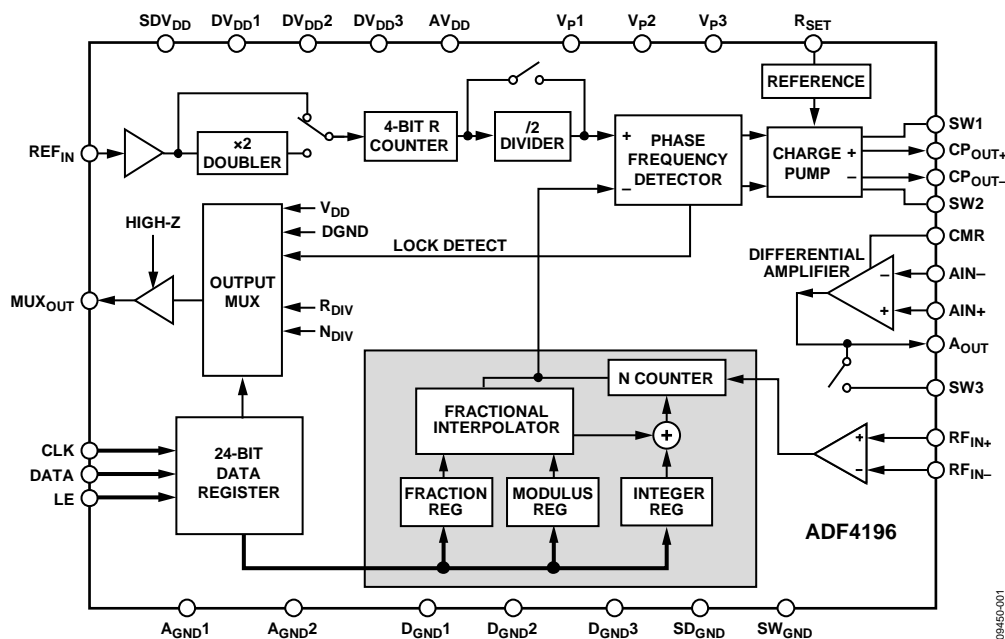 SDVDD DVDD1 DVDD2 DVDD3 AVDD VP1 VP2 VP3 RSET
REFERENCE
×2
DOUBLER
4-BIT R
COUNTER
/2
DIVIDER
+
–
PHASE
FREQUENCY
DETECTOR
CHARGE
PUMP
+
–
REFIN
SW1
CPOUT+
CPOUT–
SW2
HIGH-Z
VDD
DGND
LOCK DETECT
OUTPUT
MUX
RDIV
NDIV
MUXOUT
CMR
DIFFERENTIAL
AMPLIFIER
–
+
AIN–
AIN+
AOUT
SW3
N COUNTER
FRACTIONAL
INTERPOLATOR
+
+
–
RFIN+
RFIN–
CLK
DATA
LE
24-BIT
DATA
REGISTER
FRACTION
REG
MODULUS
REG
INTEGER
REG
ADF4196
AGND1 AGND2 DGND1 DGND2 DGND3 SDGND SWGND
09450-001